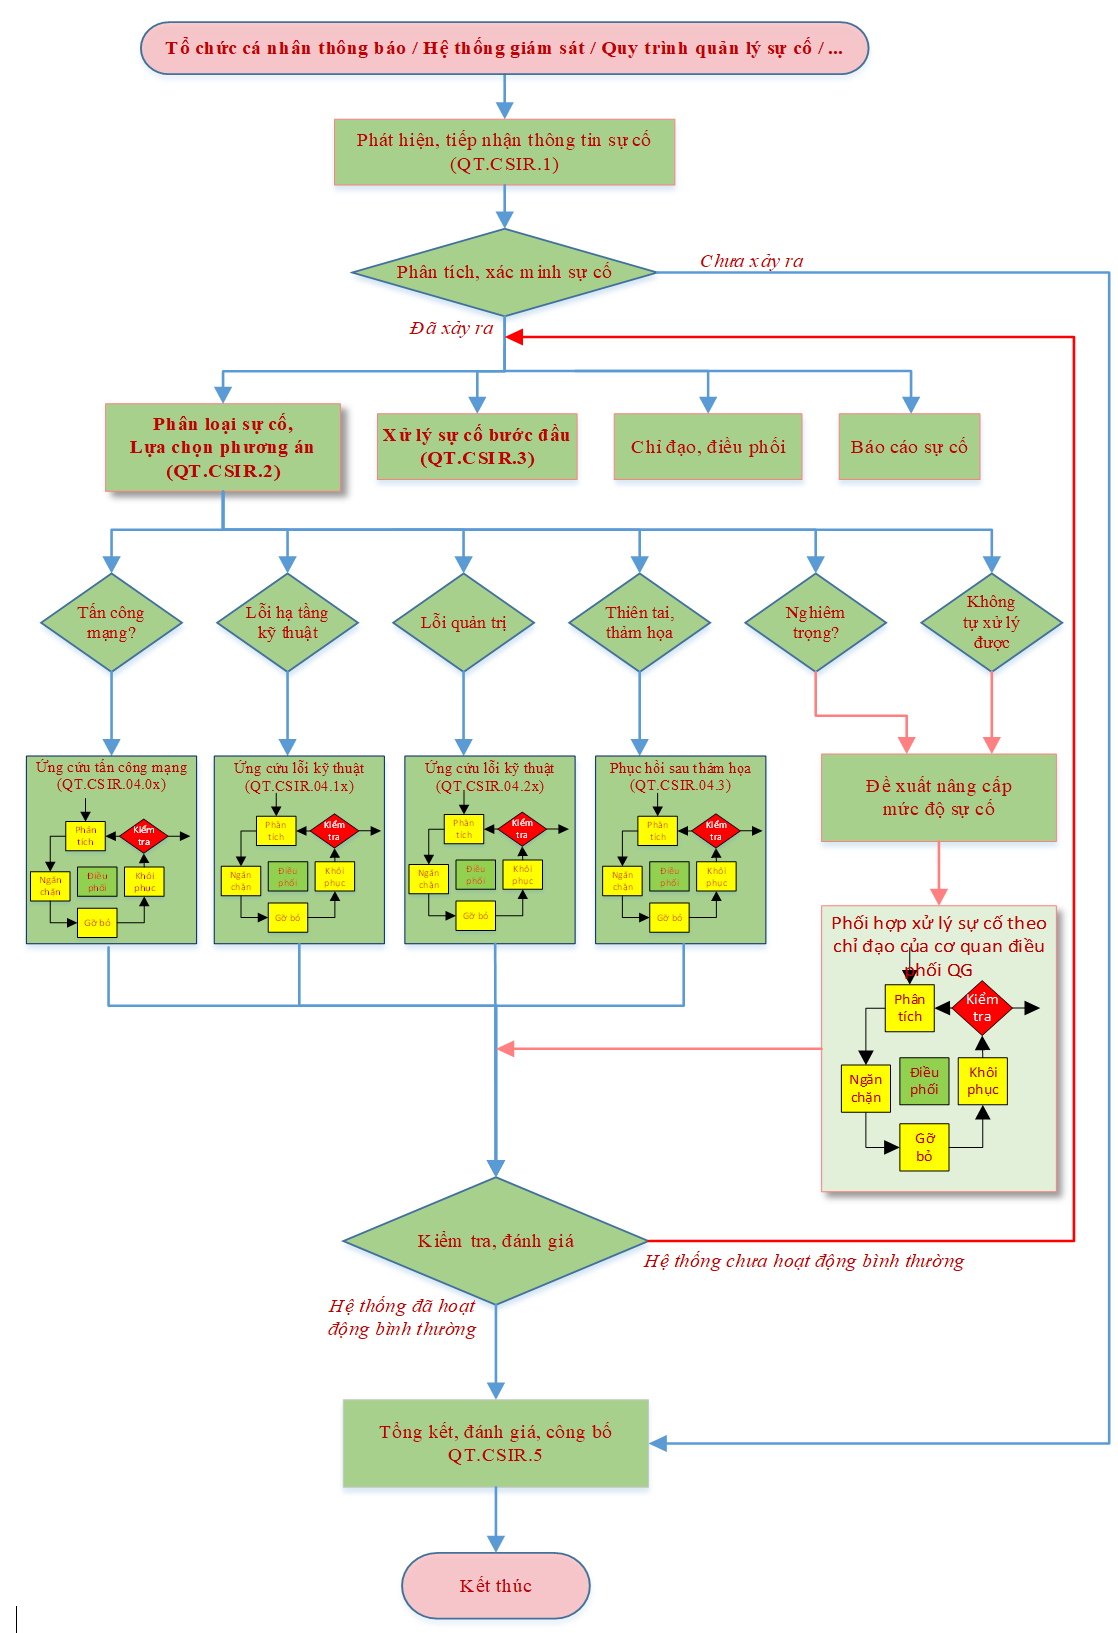 Tổ chức cá nhân thông báo / Hệ thống giám sát / Quy trình quản lý sự cố / ...
Phát hiện, tiếp nhận thông tin sự cố
(QT.CSIR.1)
Phân tích, xác minh sự cố
Chưa xảy ra
Đã xảy ra
Phân loại sự cố,
Lựa chọn phương án
(QT.CSIR.2)
Xử lý sự cố bước đầu
(QT.CSIR.3)
Chỉ đạo, điều phối
Báo cáo sự cố
Tấn công
mạng?
Lỗi hạ tầng
kỹ thuật
Lỗi quản trị
Thiên tai,
thảm họa
Nghiêm
trọng?
Không
tự xử lý
được
Ứng cứu tấn công mạng
(QT.CSIR.04.0x)
Phân
tích
Kiểm
tra
Ngăn
chặn
Điều
phối
Khôi
phục
Gỡ bỏ
Ứng cứu lỗi kỹ thuật
(QT.CSIR.04.1x)
Phân
tích
Kiểm
tra
Ngăn
chặn
Điều
phối
Khôi
phục
Gỡ bỏ
Ứng cứu lỗi kỹ thuật
(QT.CSIR.04.2x)
Phân
tích
Kiểm
tra
Ngăn
chặn
Điều
phối
Khôi
phục
Gỡ bỏ
Phục hồi sau thảm họa
(QT.CSIR.04.3)
Phân
tích
Kiểm
tra
Ngăn
chặn
Điều
phối
Khôi
phục
Gỡ bỏ
Đề xuất nâng cấp
mức độ sự cố
Phối hợp xử lý sự cố theo
chỉ đạo của cơ quan điều
phối QG
Phân
tích
Kiểm
tra
Ngăn
chặn
Điều
phối
Khôi
phục
Gỡ
bỏ
Kiểm tra, đánh giá
Hệ thống chưa hoạt động bình thường
Hệ thống đã hoạt
động bình thường
Tổng kết, đánh giá, công bố
QT.CSIR.5
Kết thúc